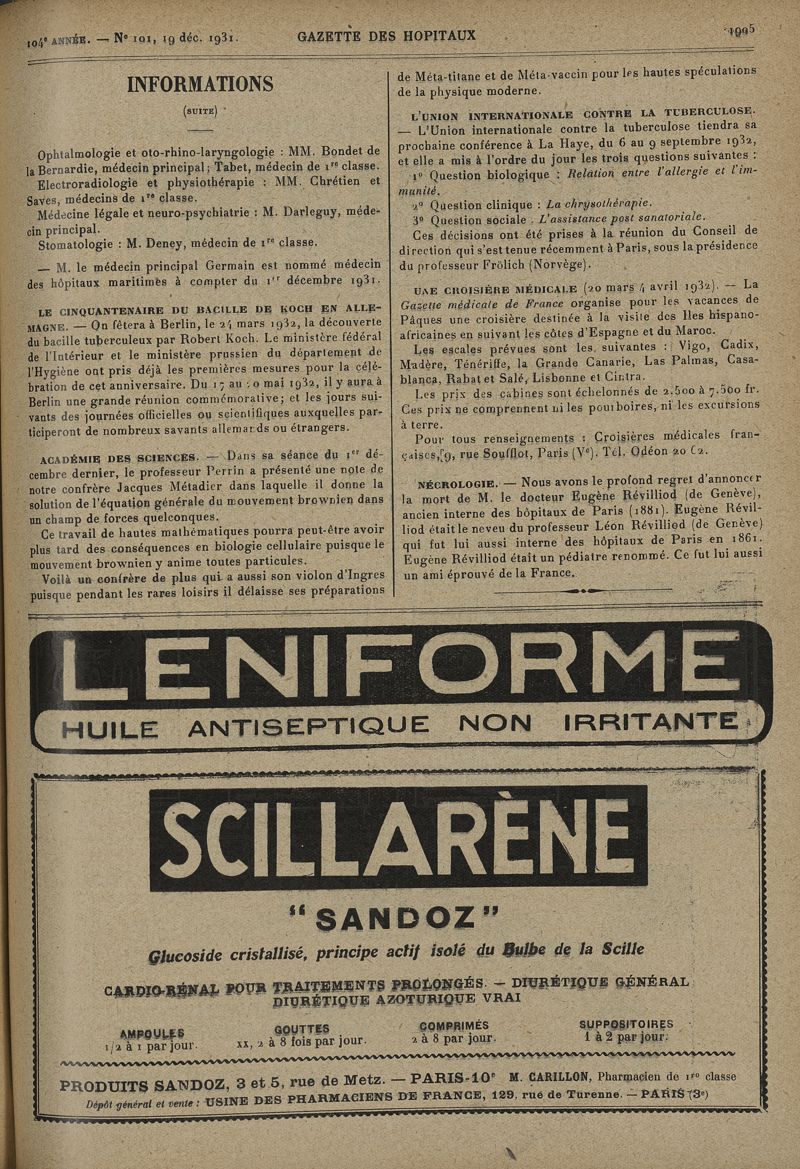 104e ANNÉE. — No 101, 19 déc. 1931. GAZETTE DES HOPITAUX 1995
INFORMATIONS
(SUITE)
Ophtalmologie et oto-rhino-laryngologie : MM. Bondet de
la Bernardie, médecin principal ; Tabet, médecin de 1re classe.
Electroradiologie et physiothérapie : MM. Chrétien et
Saves, médecins de 1re classe.
Médecine légale et neuro-psychiatrie : M. Darleguy, méde-
cin principal.
Stomatologie : M. Deney, médecin de 1re classe.
— M. le médecin principal Germain est nommé médecin
des hôpitaux maritimes à compter du 1er décembre 1931.
LE CINQUANTENAIRE DU BACILLE DE KOCH EN ALLE-
MAGNE. — On fêtera à Berlin, le 24 mars 1932, la découverte
du bacille tuberculeux par Robert Koch. Le ministère fédéral
de l'Intérieur et le ministère prussien du département de
l'Hygiène ont pris déjà les premières mesures pour la célé-
bration de cet anniversaire. Du 17 au 20 mai 1932, il y aura à
Berlin une grande réunion commémorative ; et les jours sui-
vants des journées officielles ou scientifiques auxquelles par-
ticiperont de nombreux savants allemands ou étrangers.
ACADÉMIE DES SCIENCES. — Dans sa séance du 1er dé-
cembre dernier, le professeur Perrin a présenté une note de
notre confrère Jacques Métadier dans laquelle il donne la
solution de l'équation générale du mouvement brownien dans
un champ de forces quelconques.
Ce travail de hautes mathématiques pourra peut-être avoir
plus tard des conséquences en biologie cellulaire puisque le
mouvement brownien y anime toutes particules.
Voilà un confrère de plus qui a aussi son violon d'Ingres
puisque pendant les rares loisirs il délaisse ses préparations
de Méta-titane et de Méta-vaccin pour les hautes spéculations
de la physique moderne.
L'UNION INTERNATIONALE CONTRE LA TUBERCULOSE.
— L'Union internationale contre la tuberculose tiendra sa
prochaine conférence à La Haye, du 6 au 9 septembre 1932,
et elle a mis à l'ordre du jour les trois questions suivantes :
1o Question biologique : Relation entre l'allergie et l'im-
munité.
2o Question clinique : La chrysothérapie.
3o Question sociale . L'assistance post sanatoriale.
Ces décisions ont été prises à la réunion du Conseil de
direction qui s'est tenue récemment à Paris, sous la présidence
du professeur Frölich (Norvège).
UNE CROISIÈRE MÉDICALE (20 mars 4 avril 1932). — La
Gazette médicale de France organise pour les vacances de
Pâques une croisière destinée à la visite des Iles hispano-
africaines en suivant les côtes d'Espagne et du Maroc.
Les escales prévues sont les suivantes : Vigo, Cadix,
Madère, Ténériffe, la Grande Canarie, Las Palmas, Casa-
blanca, Rabat et Salé, Lisbonne et Cintra.
Les prix des cabines sont échelonnés de 2.500 à 7.500 fr.
Ces prix ne comprennent ni les pourboires, ni les excursions
à terre.
Pour tous renseignements : Croisières médicales fran-
çaises, 9, rue Soufflot, Paris (Ve). Tél. Odéon 20 C2.
NÉCROLOGIE. — Nous avons le profond regret d'annoncer
la mort de M. le docteur Eugène Révilliod (de Genève),
ancien interne des hôpitaux de Paris (1881). Eugène Révil-
liod était le neveu du professeur Léon Révilliod (de Genève)
qui fut lui aussi interne des hôpitaux de Paris en 1861.
Eugène Révilliod était un pédiatre renommé. Ce fut lui aussi
un ami éprouvé de la France.
LENIFORME
HUILE ANTISEPTIQUE NON IRRITANTE
SCILLARÈNE
"SANDOZ"
Glucoside cristallisé, principe actif isolé du Bulbe de la Scille
CARDIO-RÉNAL POUR TRAITEMENTS PROLONGÉS. — DIURÉTIQUE GÉNÉRAL
DIURÉTIQUE AZOTURIQUE VRAI
AMPOULES GOUTTES COMPRIMÉS SUPPOSITOIRES
1/2 à 1 par jour. XX, 2 à 8 fois par jour. 2 à 8 par jour. 1 à 2 par jour.
PRODUITS SANDOZ, 3 et 5, rue de Metz. — PARIS-10e M. CARILLON, Pharmacien de 1re classe
Dépôt général et vente : USINE DES PHARMACIENS DE FRANCE, 129, rue de Turenne. — PARIS (3e)